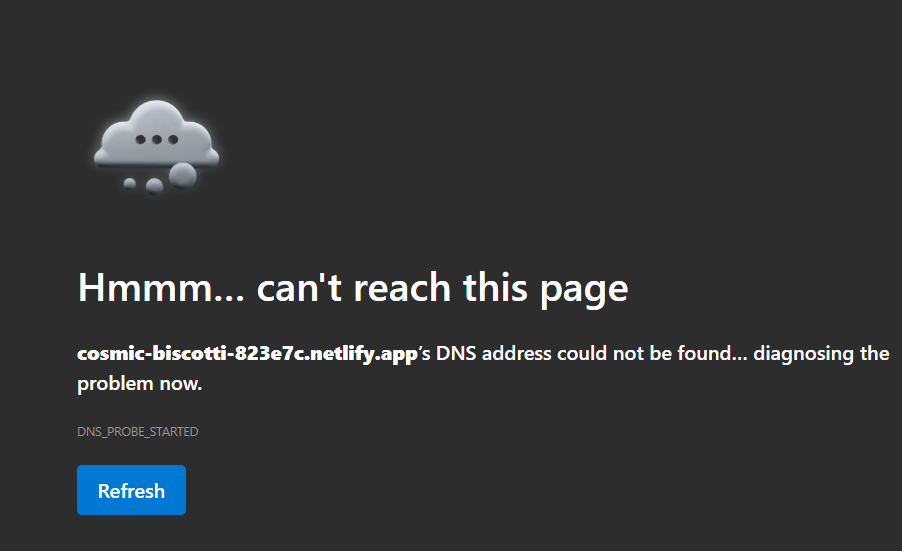 Hmmm... can't reach this page
cosmic-biscotti-823e7c.netlify.app’s DNS address could not be found... diagnosing the
problem now.
DNS_PROBE_STARTED
Refresh